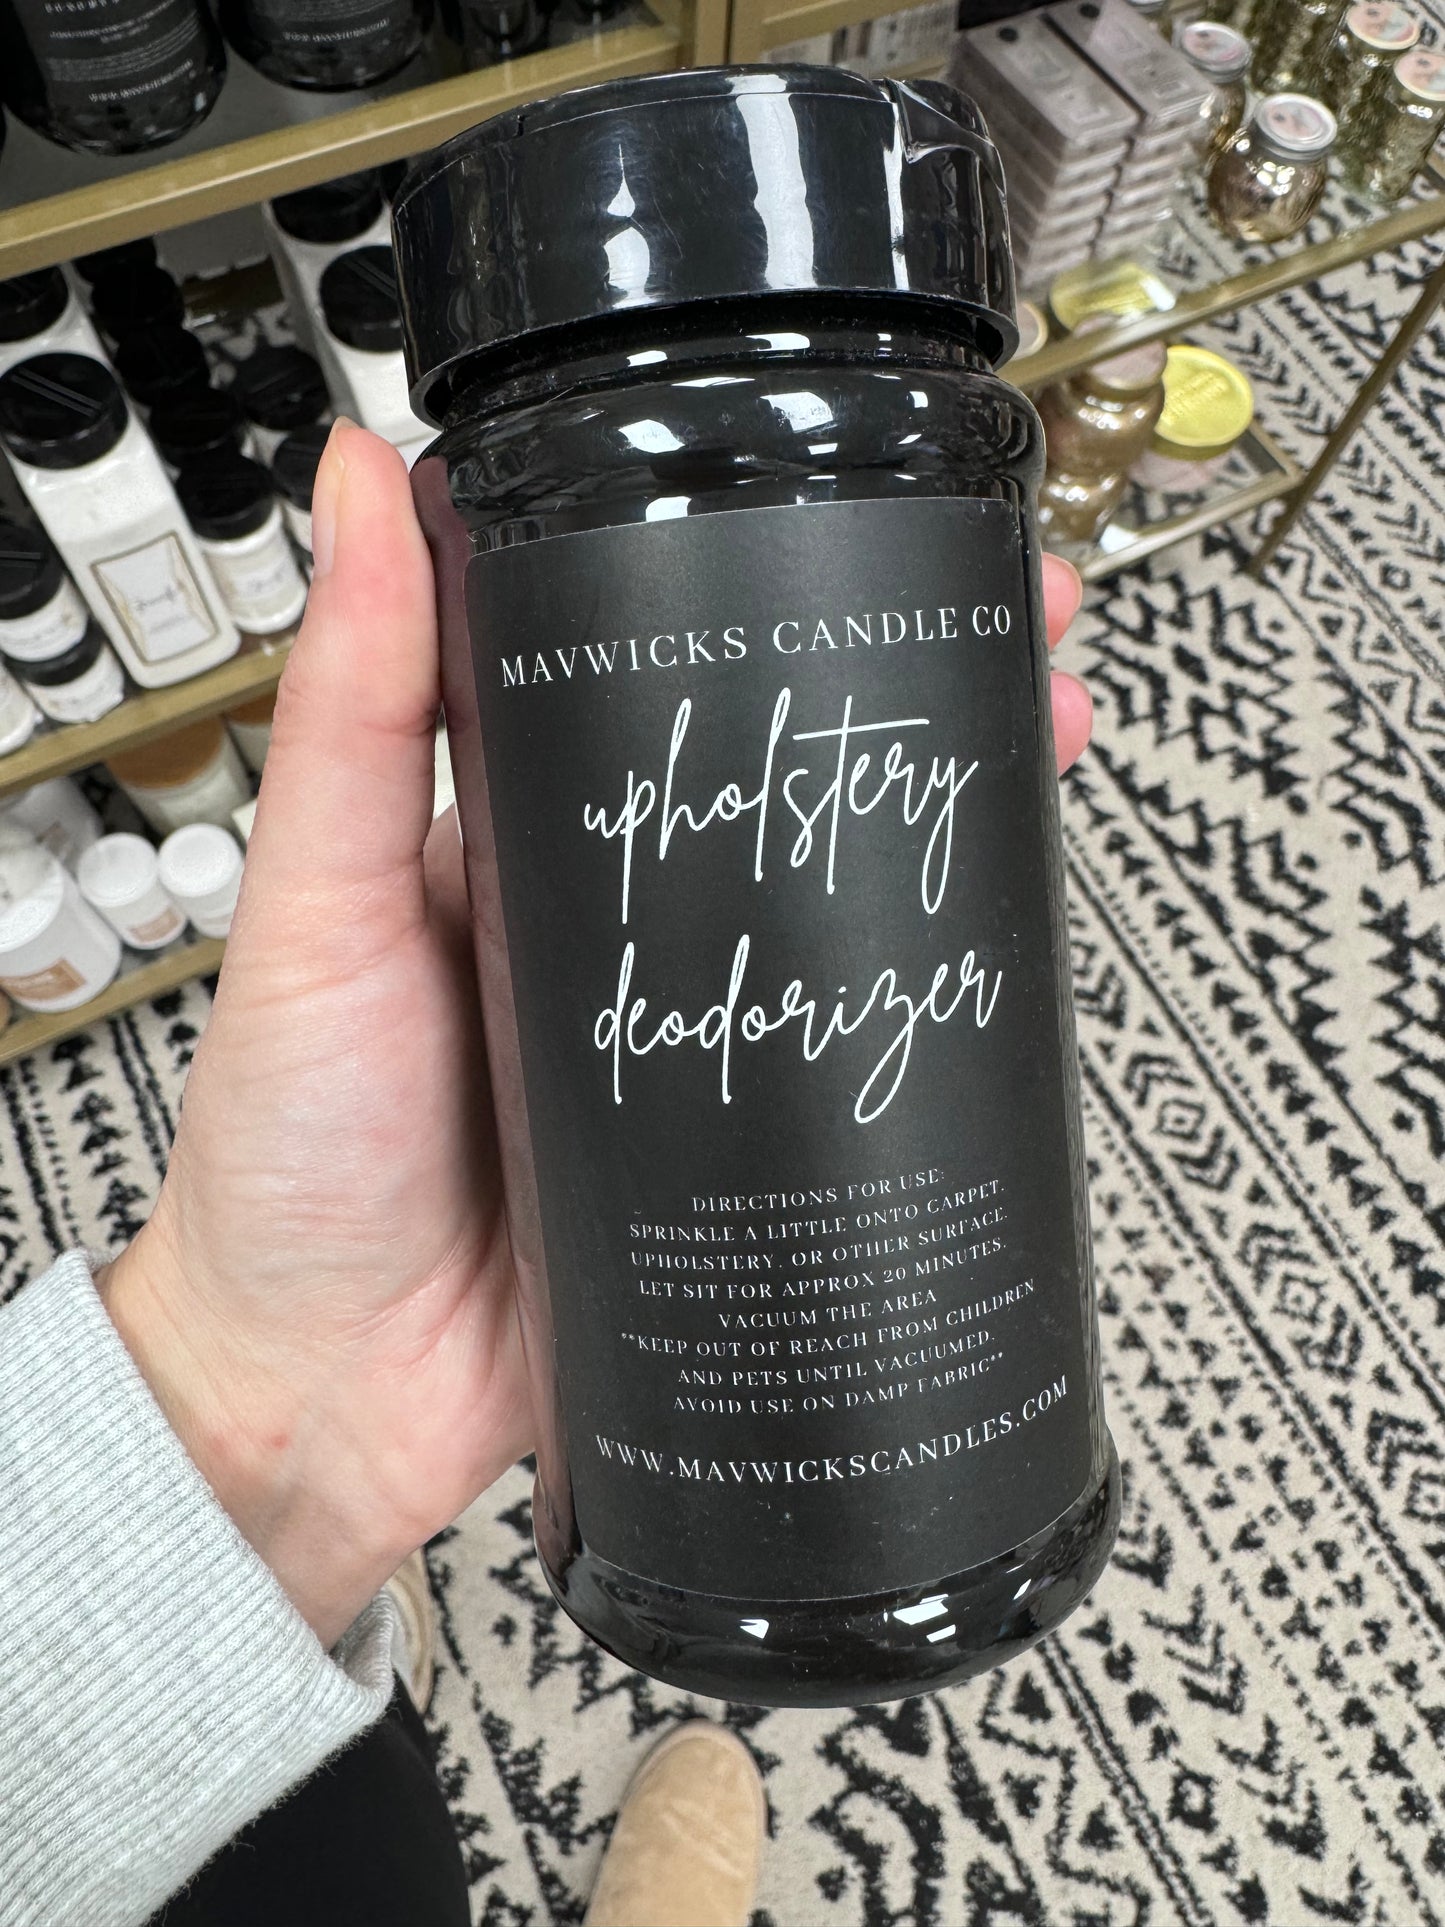 WWW.
MAVWICKS CANDLE CO
upholstery
deodorizer
DIRECTIONS FOR USE:
SPRINKLE A LITTLE ONTO CARPET,
UPHOLSTERY, OR OTHER SURFACE.
LET SIT FOR APPROX 20 MINUTES.
VACUUM THE AREA
**KEEP OUT OF REACH FROM CHILDREN
AND PETS UNTIL VACUUMED.
AVOID USE ON DAMP FABRIC**
WWW.MAVWICKSCANDLES.COM